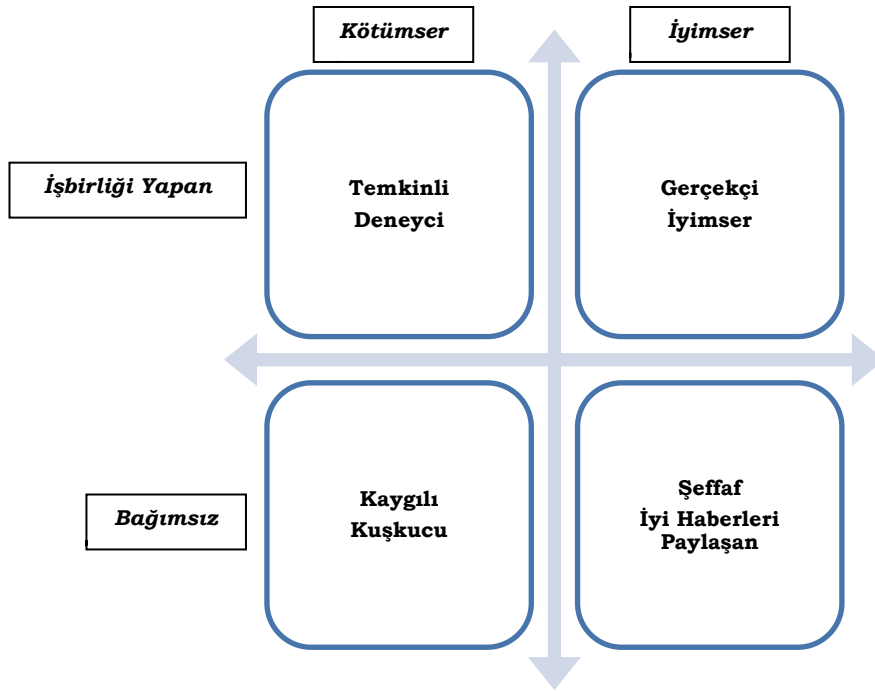 Kötümser
İyimser
İşbirliği Yapan
Temkinli
Deneyci
Gerçekçi
İyimser
Bağımsız
Kaygılı
Kuşkucu
Şeffaf
İyi Haberleri
Paylaşan